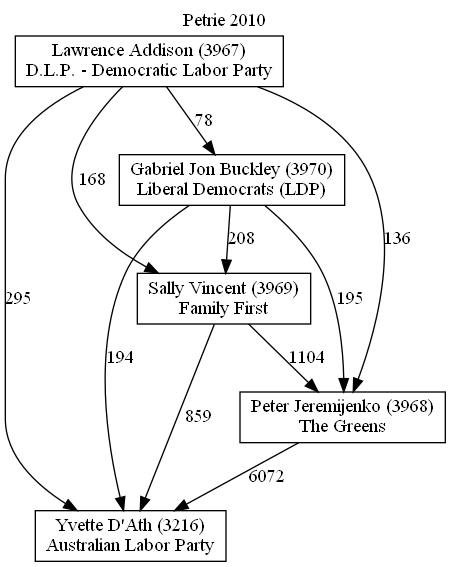 Petrie 2010
Lawrence Addison (3967)
D.L.P. - Democratic Labor Party
78
Gabriel Jon Buckley (3970)
Liberal Democrats (LDP)
168
136
208
Sally Vincent (3969)
Family First
295
195
194
1104
Peter Jeremijenko (3968)
The Greens
859
6072
Yvette D'Ath (3216)
Australian Labor Party